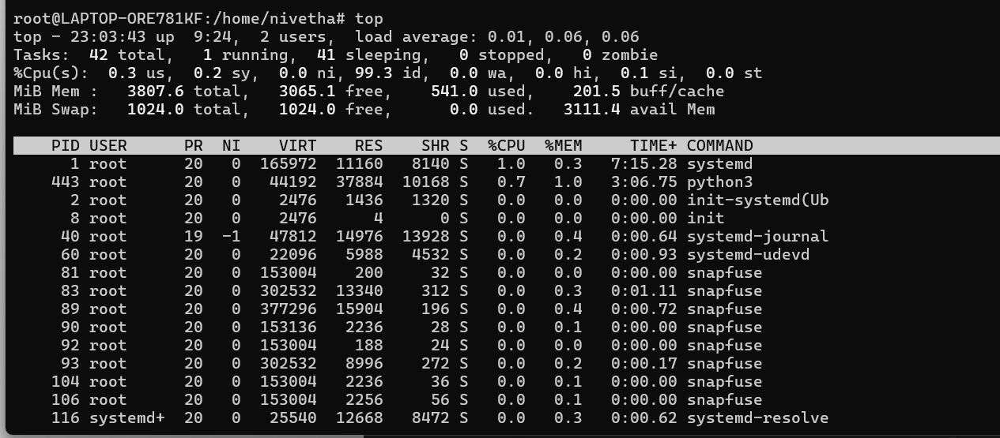 root@LAPTOP-ORE781KF:/home/nivetha# top
top - 23:03:43 up  9:24,  2 users,  load average: 0.01, 0.06, 0.06
Tasks:  42 total,   1 running,  41 sleeping,   0 stopped,   0 zombie
%Cpu(s):  0.3 us,  0.2 sy,  0.0 ni, 99.3 id,  0.0 wa,  0.0 hi,  0.1 si,  0.0 st
MiB Mem :   3807.6 total,   3065.1 free,    541.0 used,    201.5 buff/cache
MiB Swap:   1024.0 total,   1024.0 free,      0.0 used.   3111.4 avail Mem
    PID USER      PR  NI    VIRT    RES    SHR S  %CPU  %MEM     TIME+ COMMAND
      1 root      20   0  165972  11160   8140 S   1.0   0.3   7:15.28 systemd
    443 root      20   0   44192  37884  10168 S   0.7   1.0   3:06.75 python3
      2 root      20   0    2476   1436   1320 S   0.0   0.0   0:00.00 init-systemd(Ub
      8 root      20   0    2476      4      0 S   0.0   0.0   0:00.00 init
     40 root      19  -1   47812  14976  13928 S   0.0   0.4   0:00.64 systemd-journal
     60 root      20   0   22096   5988   4532 S   0.0   0.2   0:00.93 systemd-udevd
     81 root      20   0  153004    200     32 S   0.0   0.0   0:00.00 snapfuse
     83 root      20   0  302532  13340    312 S   0.0   0.3   0:01.11 snapfuse
     89 root      20   0  377296  15904    196 S   0.0   0.4   0:00.72 snapfuse
     90 root      20   0  153136   2236     28 S   0.0   0.1   0:00.00 snapfuse
     92 root      20   0  153004    188     24 S   0.0   0.0   0:00.00 snapfuse
     93 root      20   0  302532   8996    272 S   0.0   0.2   0:00.17 snapfuse
    104 root      20   0  153004   2236     36 S   0.0   0.1   0:00.00 snapfuse
    106 root      20   0  153004   2256     56 S   0.0   0.1   0:00.00 snapfuse
    116 systemd+  20   0   25540  12668   8472 S   0.0   0.3   0:00.62 systemd-resolve